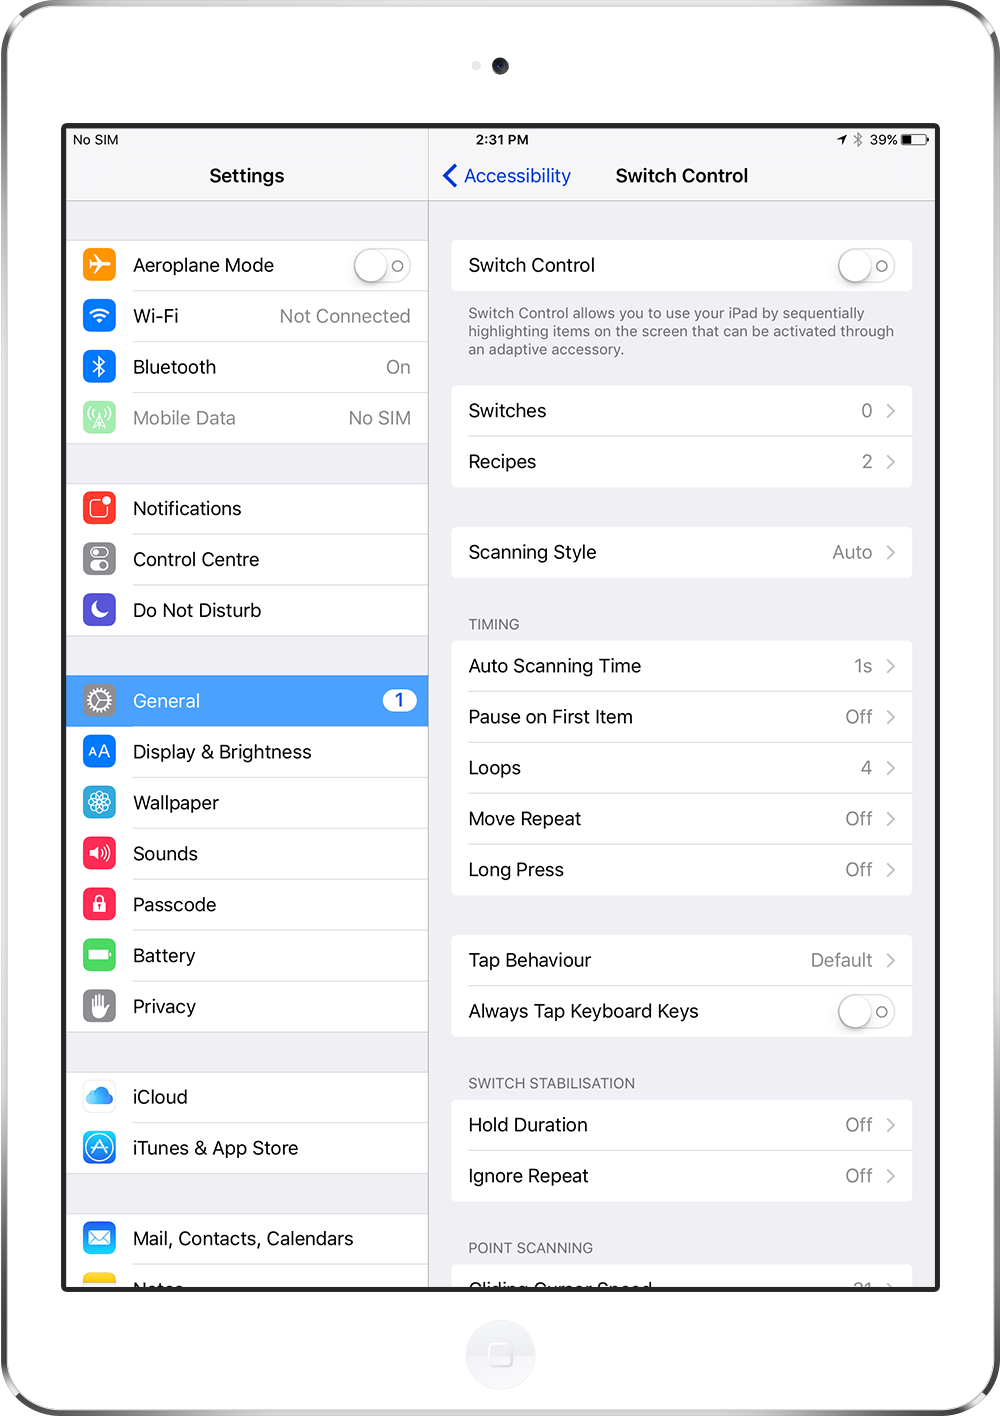 No SIM
2:31 PM
39%
Settings
Accessibility
Switch Control
Aeroplane Mode
Wi-Fi Not Connected
Bluetooth On
Mobile Data No SIM
Notifications
Control Centre
Do Not Disturb
General 1
AA Display & Brightness
Wallpaper
Sounds
Passcode
Battery
Privacy
iCloud
iTunes & App Store
Mail, Contacts, Calendars
Notes
Switch Control
Switch Control allows you to use your iPad by sequentially
highlighting items on the screen that can be activated through
an adaptive accessory.
Switches 0
Recipes 2
Scanning Style Auto
TIMING
Auto Scanning Time 1s
Pause on First Item Off
Loops 4
Move Repeat Off
Long Press Off
Tap Behaviour Default
Always Tap Keyboard Keys
SWITCH STABILISATION
Hold Duration Off
Ignore Repeat Off
POINT SCANNING
Gliding Cursor Speed